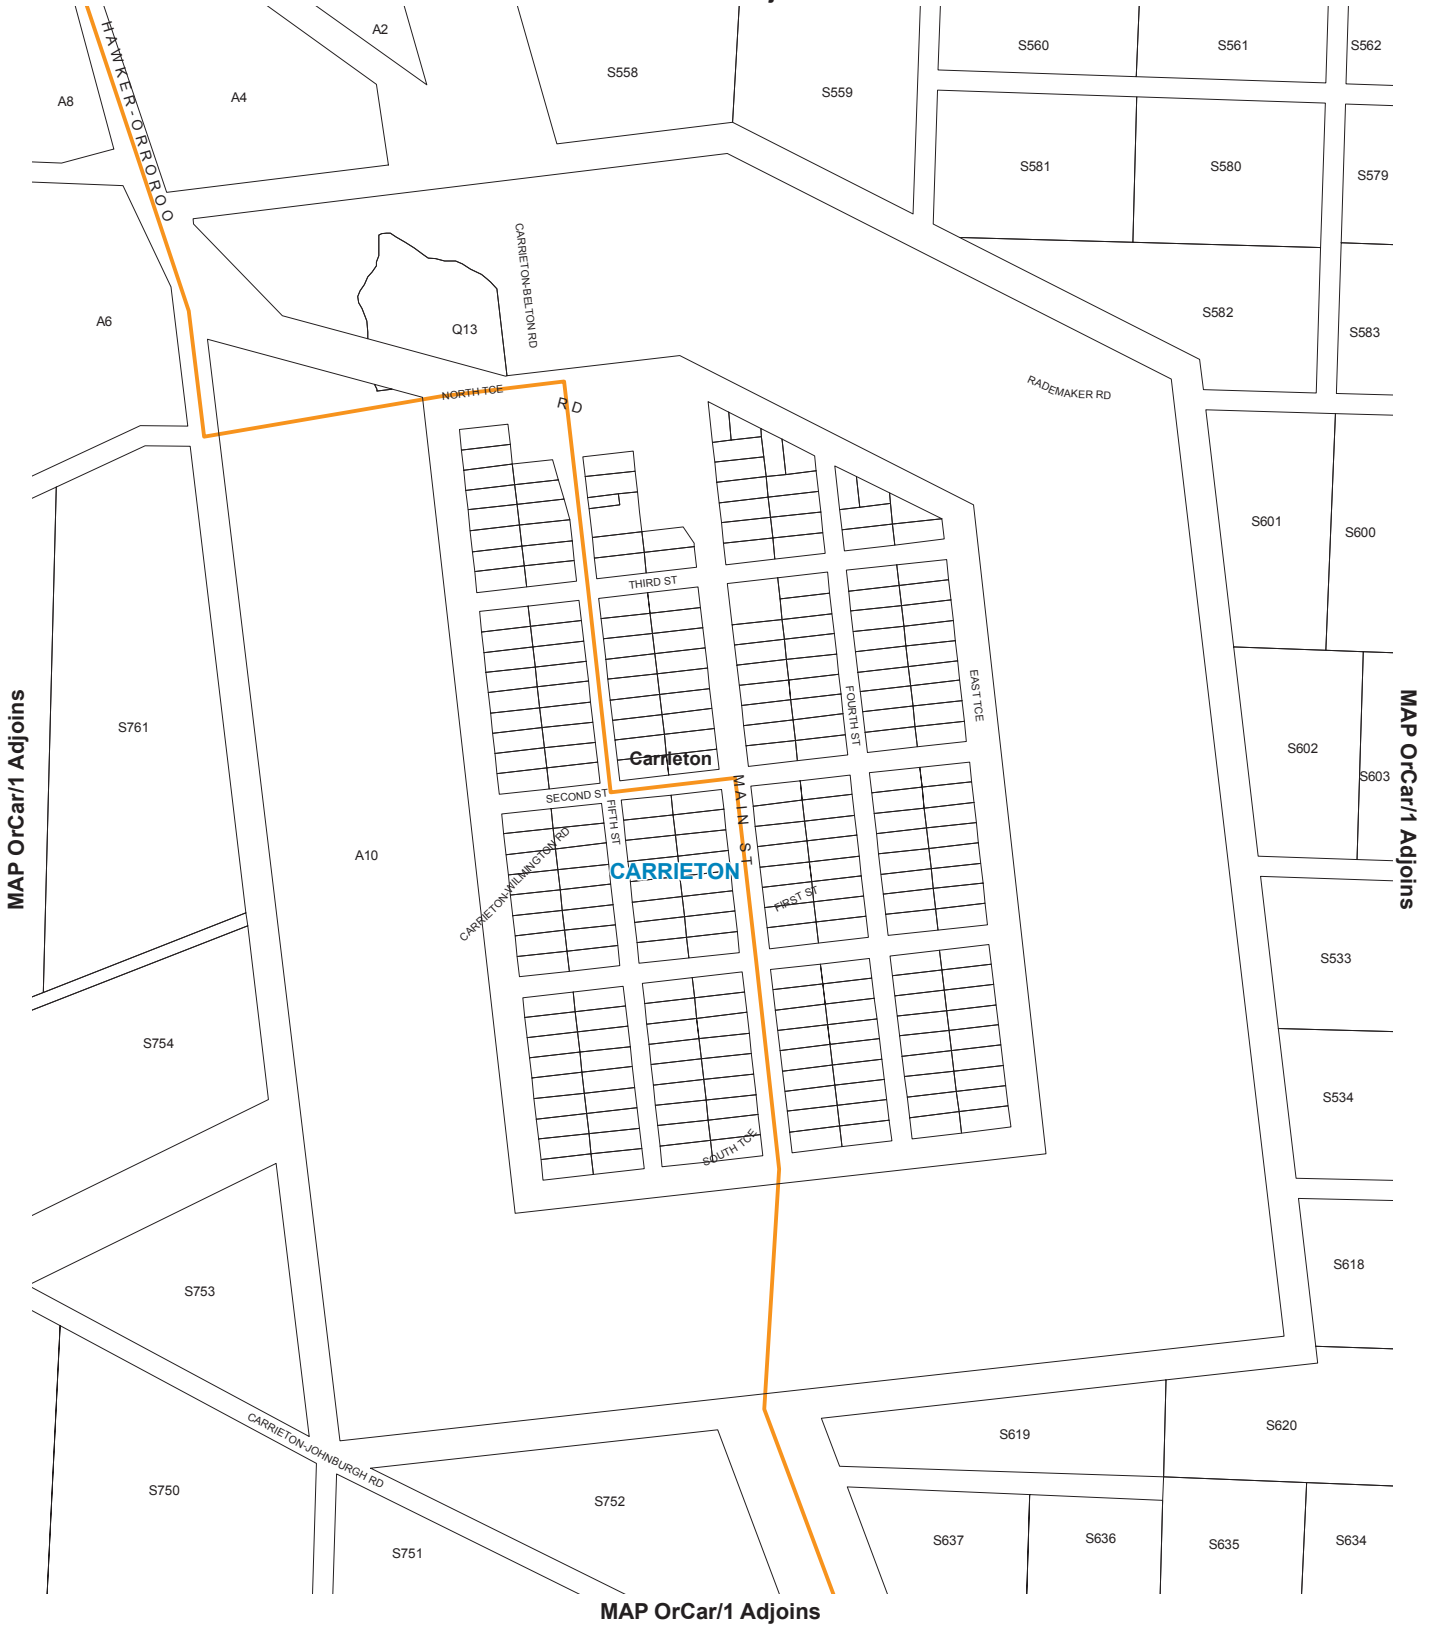 A2
S558
S559
S560
S561
S562
A8
A4
HAWKER-ORROROO
S581
S580
S579
A6
Q13
CARRIETON-BELTON RD
S582
S583
NORTH TCE
RD
RADEMAKER RD
S601
S600
THIRD ST
S761
FOURTH ST
EAST TCE
S602
S603
MAP OrCar/1 Adjoins
MAP OrCar/1 Adjoins
Carrieton
SECOND ST
FIFTH ST
MAIN ST
A10
CARRIETON-WILMINGTON RD
CARRIETON
FIRST ST
S533
S754
S534
SOUTH TCE
S753
S618
CARRIETON-JOHNBURGH RD
S619
S620
S750
S752
S751
S637
S636
S635
S634
MAP OrCar/1 Adjoins